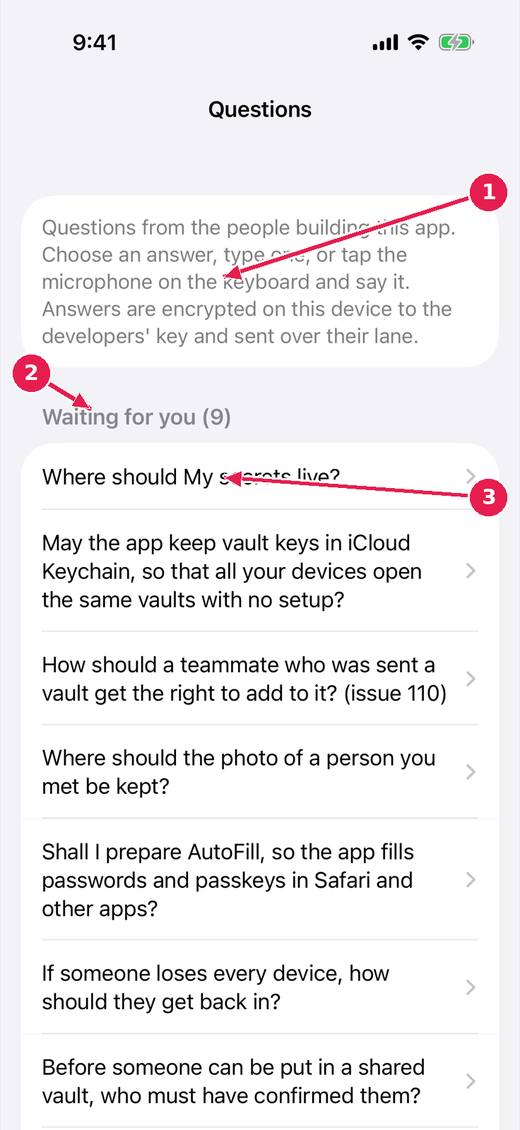 9:41
Questions
1
Questions from the people building this app.
Choose an answer, type one, or tap the
microphone on the keyboard and say it.
Answers are encrypted on this device to the
developers' key and sent over their lane.
2
Waiting for you (9)
Where should My secrets live?
3
May the app keep vault keys in iCloud
Keychain, so that all your devices open
the same vaults with no setup?
How should a teammate who was sent a
vault get the right to add to it? (issue 110)
Where should the photo of a person you
met be kept?
Shall I prepare AutoFill, so the app fills
passwords and passkeys in Safari and
other apps?
If someone loses every device, how
should they get back in?
Before someone can be put in a shared
vault, who must have confirmed them?